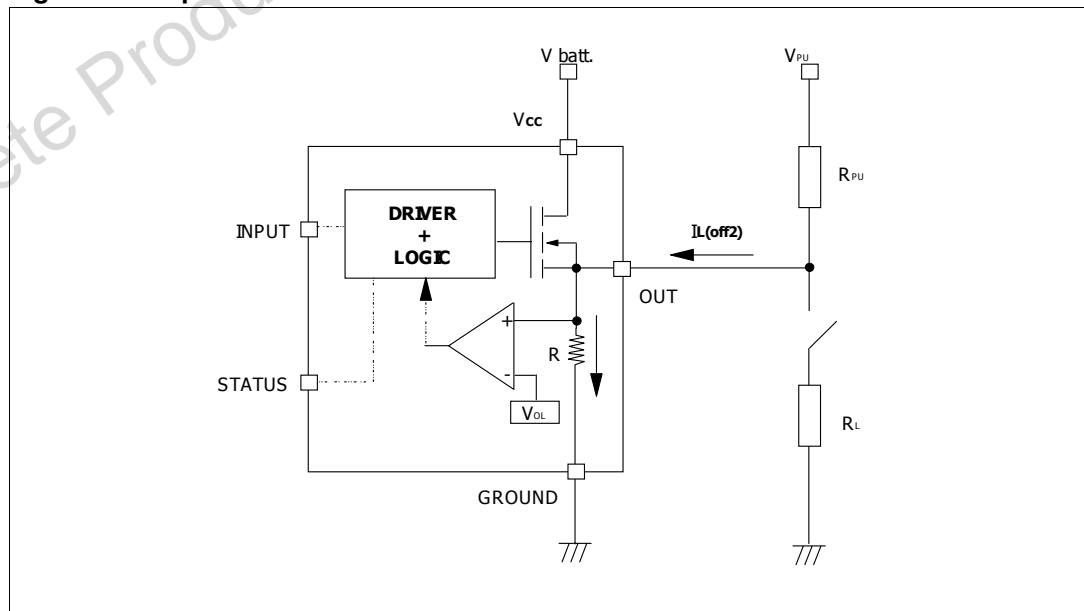 V batt.
VPU
Vcc
RPU
DRIVER
+
LOGIC
INPUT
IL(off2)
OUT
+
R
-
STATUS
VOL
RL
GROUND